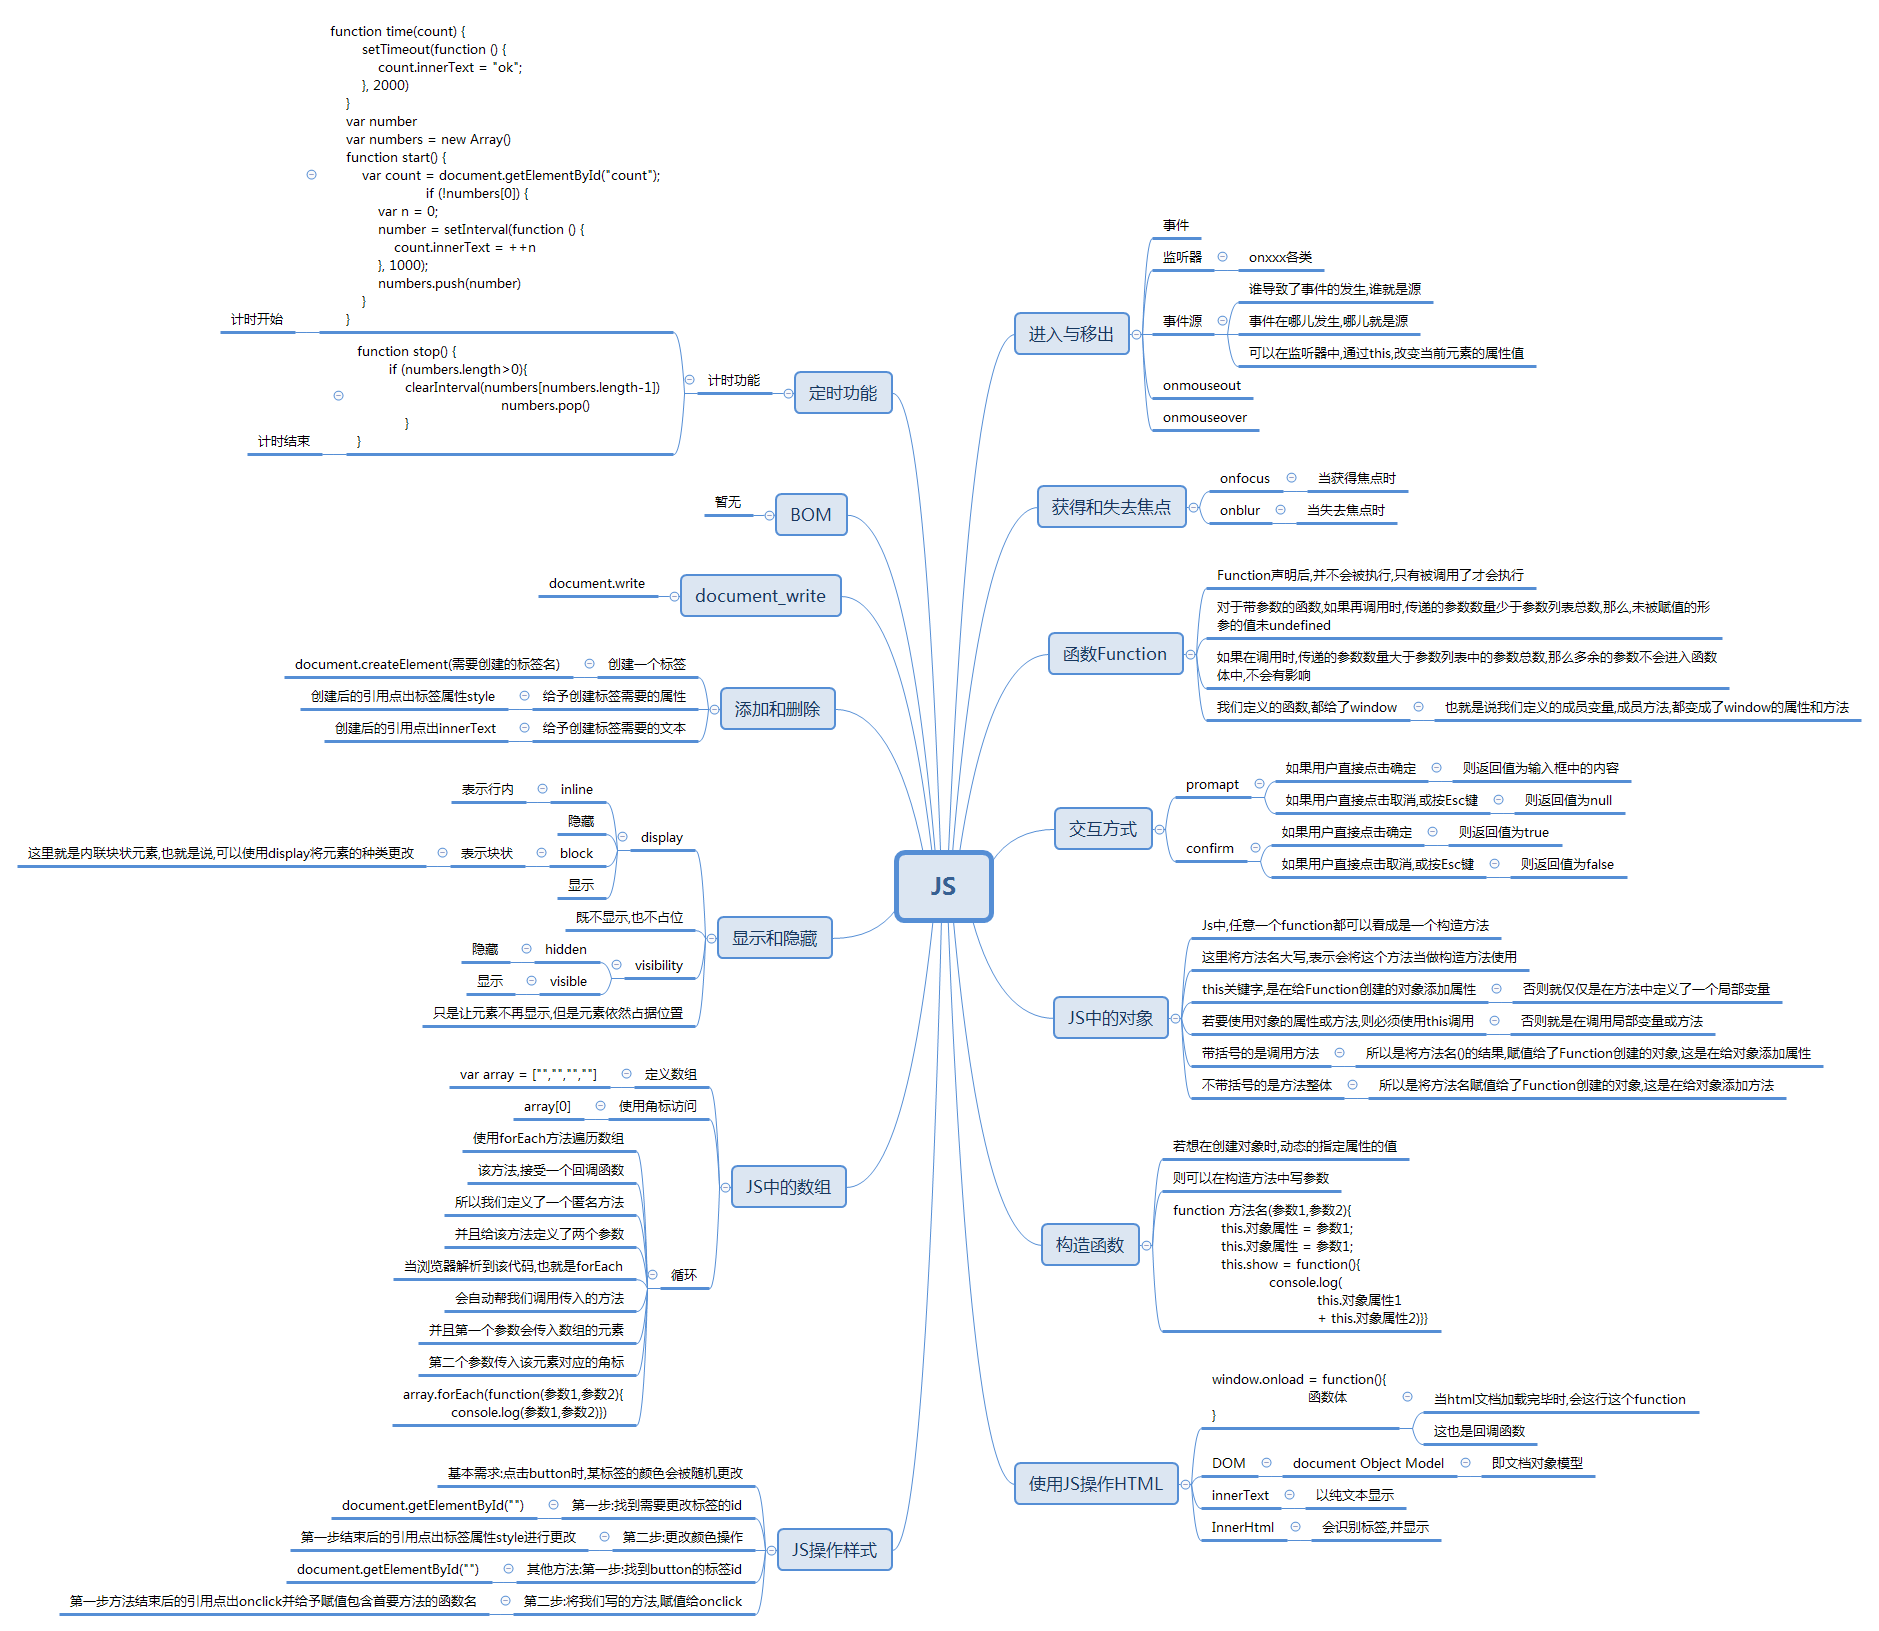 JS
进入与移出
事件
监听器
onxxx各类
事件源
谁导致了事件的发生,谁就是源
事件在哪儿发生,哪儿就是源
可以在监听器中,通过this,改变当前元素的属性值
onmouseout
onmouseover
获得和失去焦点
onfocus
当获得焦点时
onblur
当失去焦点时
函数Function
Function声明后,并不会被执行,只有被调用了才会执行
对于带参数的函数,如果再调用时,传递的参数数量少于参数列表总数,那么,未被赋值的形
参的值未undefined
如果在调用时,传递的参数数量大于参数列表中的参数总数,那么多余的参数不会进入函数
体中,不会有影响
我们定义的函数,都给了window
也就是说我们定义的成员变量,成员方法,都变成了window的属性和方法
交互方式
promapt
如果用户直接点击确定
则返回值为输入框中的内容
如果用户直接点击取消,或按Esc键
则返回值为null
confirm
如果用户直接点击确定
则返回值为true
如果用户直接点击取消,或按Esc键
则返回值为false
JS中的对象
Js中,任意一个function都可以看成是一个构造方法
这里将方法名大写,表示会将这个方法当做构造方法使用
this关键字,是在给Function创建的对象添加属性
否则就仅仅是在方法中定义了一个局部变量
若要使用对象的属性或方法,则必须使用this调用
否则就是在调用局部变量或方法
带括号的是调用方法
所以是将方法名()的结果,赋值给了Function创建的对象,这是在给对象添加属性
不带括号的是方法整体
所以是将方法名赋值给了Function创建的对象,这是在给对象添加方法
构造函数
若想在创建对象时,动态的指定属性的值
则可以在构造方法中写参数
function 方法名(参数1,参数2){
this.对象属性 = 参数1;
this.对象属性 = 参数1;
this.show = function(){
console.log(
this.对象属性1
+ this.对象属性2)}}
使用JS操作HTML
window.onload = function(){
函数体
}
当html文档加载完毕时,会这行这个function
这也是回调函数
DOM
document Object Model
即文档对象模型
innerText
以纯文本显示
InnerHtml
会识别标签,并显示
定时功能
计时功能
function time(count) {
setTimeout(function () {
count.innerText = "ok";
}, 2000)
}
var number
var numbers = new Array()
function start() {
var count = document.getElementById("count");
if (!numbers[0]) {
var n = 0;
number = setInterval(function () {
count.innerText = ++n
}, 1000);
numbers.push(number)
}
}
计时开始
function stop() {
if (numbers.length>0){
clearInterval(numbers[numbers.length-1])
numbers.pop()
}
}
计时结束
BOM
暂无
document_write
document.write
添加和删除
创建一个标签
document.createElement(需要创建的标签名)
给予创建标签需要的属性
创建后的引用点出标签属性style
给予创建标签需要的文本
创建后的引用点出innerText
显示和隐藏
display
inline
表示行内
隐藏
block
表示块状
这里就是内联块状元素,也就是说,可以使用display将元素的种类更改
显示
既不显示,也不占位
visibility
hidden
隐藏
visible
显示
只是让元素不再显示,但是元素依然占据位置
JS中的数组
定义数组
var array = ["","","",""]
使用角标访问
array[0]
循环
使用forEach方法遍历数组
该方法,接受一个回调函数
所以我们定义了一个匿名方法
并且给该方法定义了两个参数
当浏览器解析到该代码,也就是forEach
会自动帮我们调用传入的方法
并且第一个参数会传入数组的元素
第二个参数传入该元素对应的角标
array.forEach(function(参数1,参数2){
console.log(参数1,参数2)})
JS操作样式
基本需求:点击button时,某标签的颜色会被随机更改
第一步:找到需要更改标签的id
document.getElementById("")
第二步:更改颜色操作
第一步结束后的引用点出标签属性style进行更改
其他方法:第一步:找到button的标签id
document.getElementById("")
第二步:将我们写的方法,赋值给onclick
第一步方法结束后的引用点出onclick并给予赋值包含首要方法的函数名